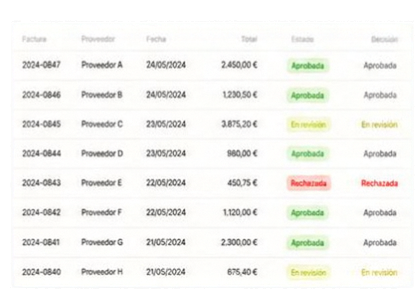 Factura Proveedor Fecha Total Estado Decisión
2024-0847 Proveedor A 24/05/2024 2.450,00 € Aprobada Aprobada
2024-0846 Proveedor B 24/05/2024 1.230,50 € Aprobada Aprobada
2024-0845 Proveedor C 23/05/2024 3.875,20 € En revisión En revisión
2024-0844 Proveedor D 23/05/2024 980,00 € Aprobada Aprobada
2024-0843 Proveedor E 22/05/2024 450,75 € Rechazada Rechazada
2024-0842 Proveedor F 22/05/2024 1.120,00 € Aprobada Aprobada
2024-0841 Proveedor G 21/05/2024 2.300,00 € Aprobada Aprobada
2024-0840 Proveedor H 21/05/2024 675,40 € En revisión En revisión